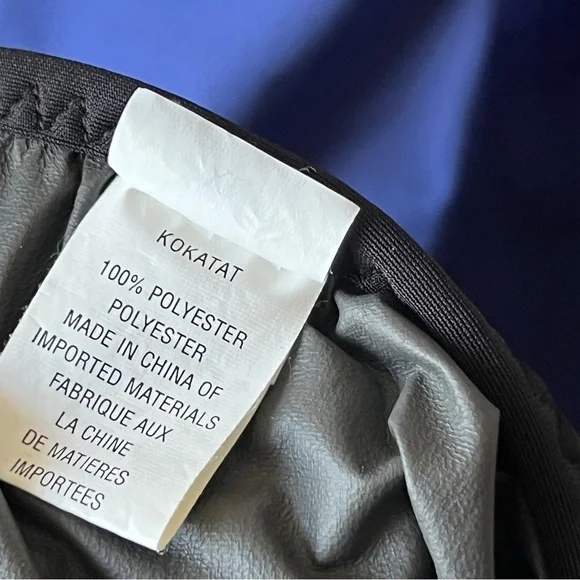 KOKATAT
100% POLYESTER
POLYESTER
MADE IN CHINA OF
IMPORTED MATERIALS
FABRIQUE AUX
LA CHINE
DE MATIERES
IMPORTEES